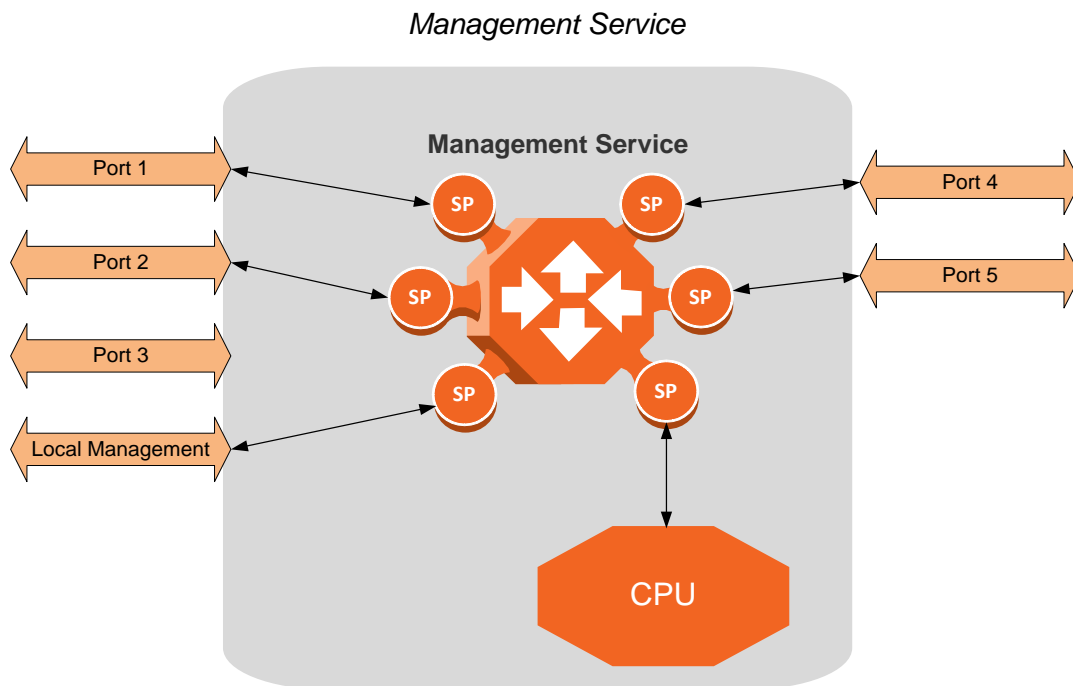 Management Service
Management Service
Port 1
Port 2
Port 3
Local Management
SP
SP
SP
SP
SP
SP
Port 4
Port 5
CPU